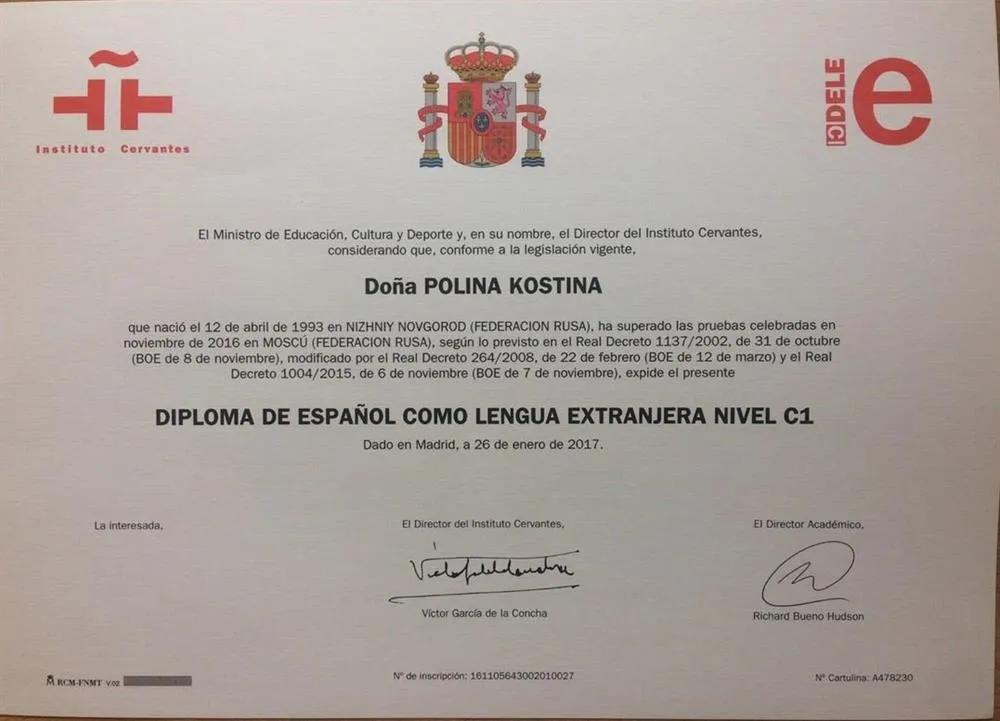 Instituto Cervantes
DELE
e
El Ministro de Educación, Cultura y Deporte y, en su nombre, el Director del Instituto Cervantes,
considerando que, conforme a la legislación vigente,
Doña POLINA KOSTINA
que nació el 12 de abril de 1993 en NIZHNIY NOVGOROD (FEDERACION RUSA), ha superado las pruebas celebradas en
noviembre de 2016 en MOSCÚ (FEDERACION RUSA), según lo previsto en el Real Decreto 1137/2002, de 31 de octubre
(BOE de 8 de noviembre), modificado por el Real Decreto 264/2008, de 22 de febrero (BOE de 12 de marzo) y el Real
Decreto 1004/2015, de 6 de noviembre (BOE de 7 de noviembre), expide el presente
DIPLOMA DE ESPAÑOL COMO LENGUA EXTRANJERA NIVEL C1
Dado en Madrid, a 26 de enero de 2017.
La interesada,
El Director del Instituto Cervantes,
El Director Académico,
Víctor García de la Concha
Richard Bueno Hudson
RCM-FNMT V.02
Nº de inscripción: 161105643002010027
Nº Cartulina: A478230